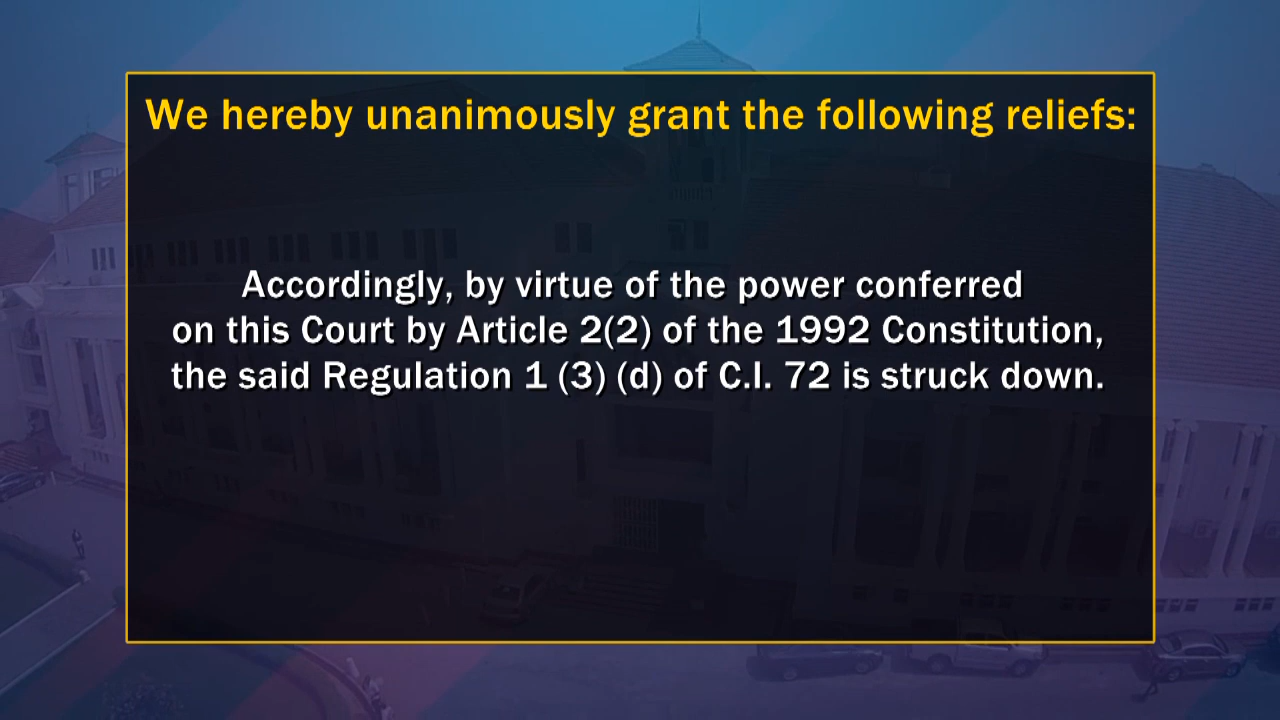 We hereby unanimously grant the following reliefs:
Accordingly, by virtue of the power conferred
on this Court by Article 2(2) of the 1992 Constitution,
the said Regulation 1 (3) (d) of C.I. 72 is struck down.